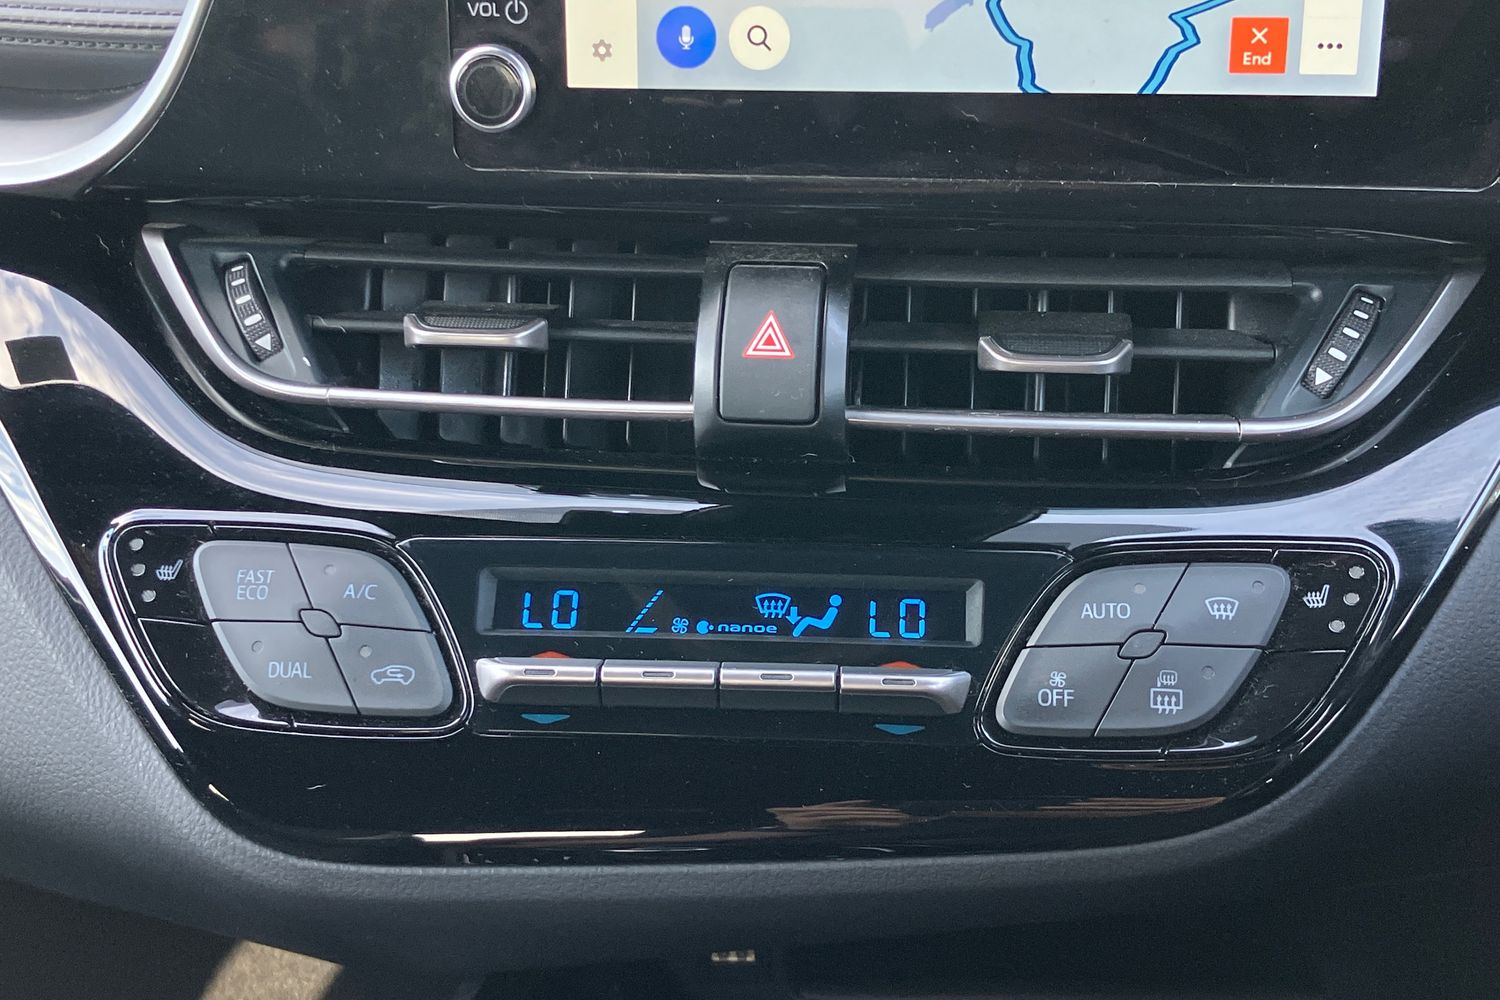 VOL
End
FAST
ECO
A/C
DUAL
LO
nanoe
LO
AUTO
OFF